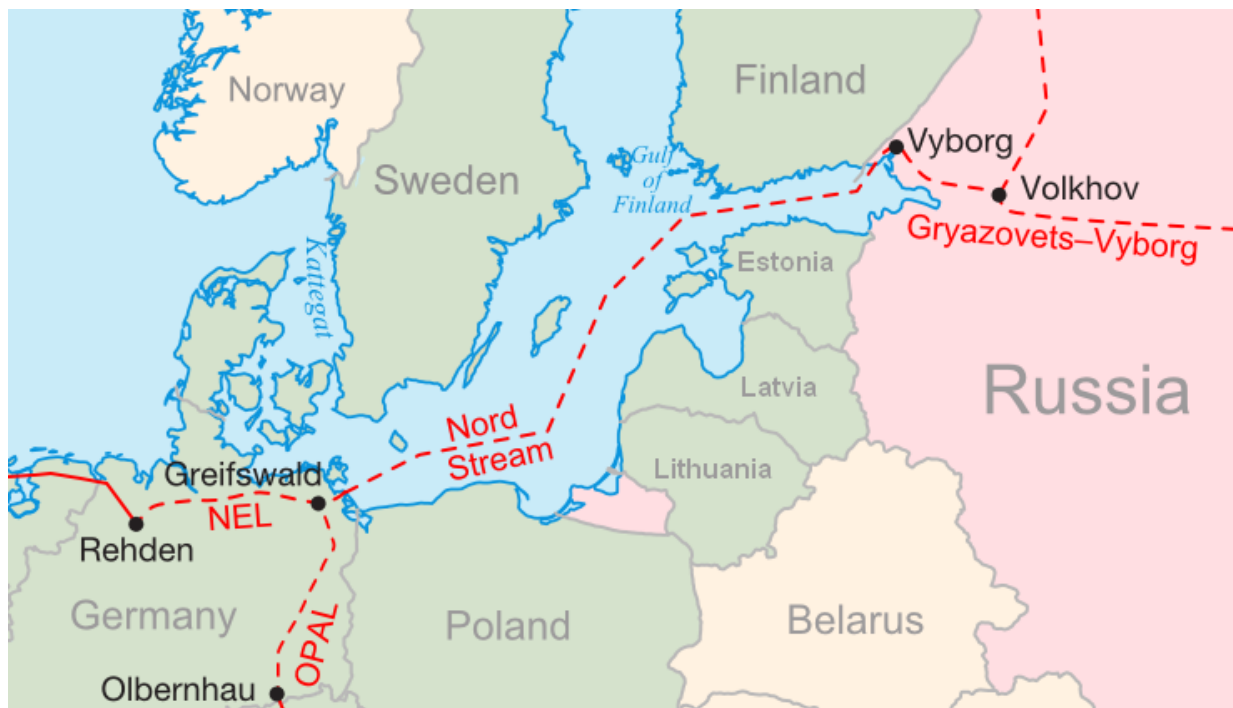 Norway
Finland
Sweden
Gulf
of
Finland
Vyborg
Volkhov
Gryazovets–Vyborg
Kattegat
Estonia
Russia
Latvia
Nord
Stream
Lithuania
Greifswald
NEL
Rehden
Germany
OPAL
Poland
Belarus
Olbernhau